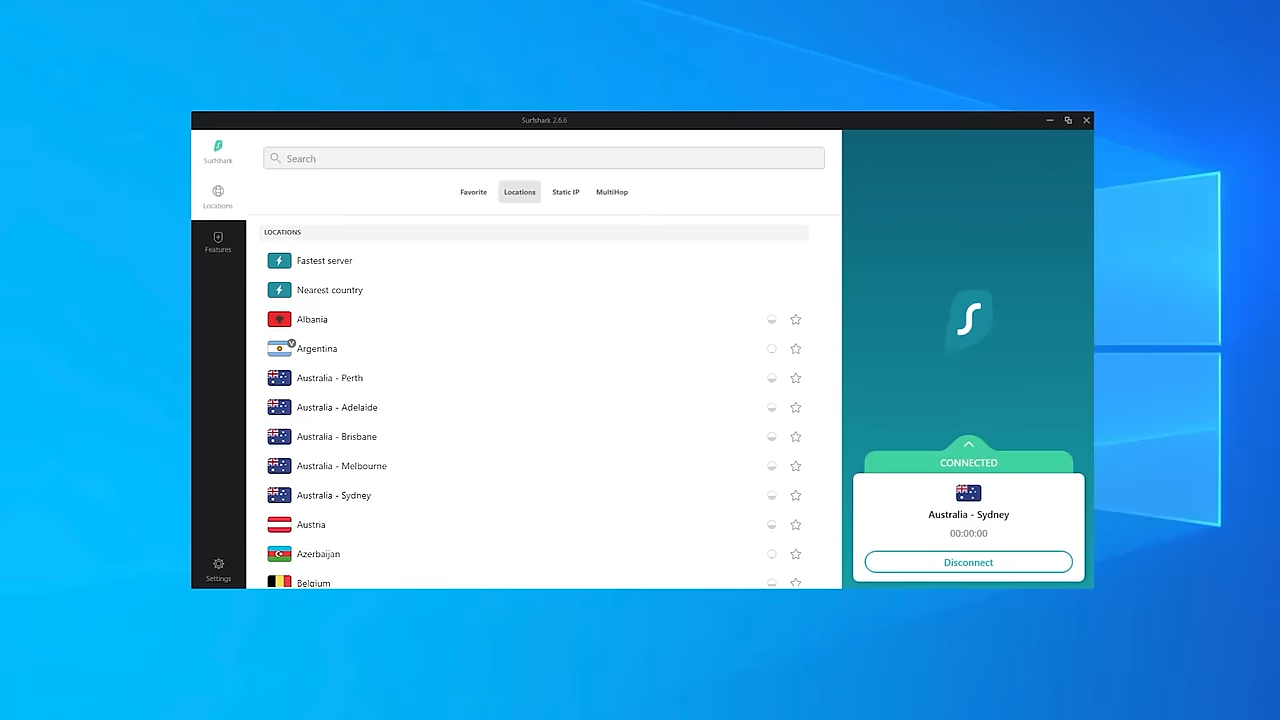 Surfshark 2.6.6
Surfshark
Locations
Features
Settings
Search
Favorite Locations Static IP MultiHop
LOCATIONS
Fastest server
Nearest country
Albania
V
Argentina
Australia - Perth
Australia - Adelaide
Australia - Brisbane
Australia - Melbourne
Australia - Sydney
Austria
Azerbaijan
Belgium
CONNECTED
Australia - Sydney
00:00:00
Disconnect